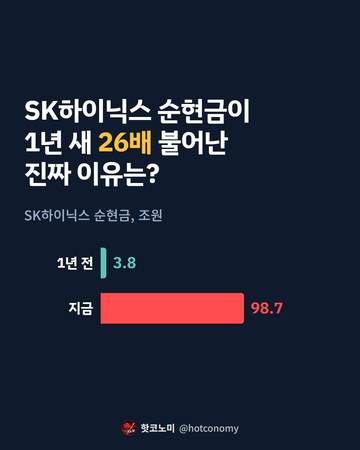 SK하이닉스 순현금이
1년 새 26배 불어난
진짜 이유는?
SK하이닉스 순현금, 조원
1년 전 3.8
지금 98.7
핫코노미 @hotconomy